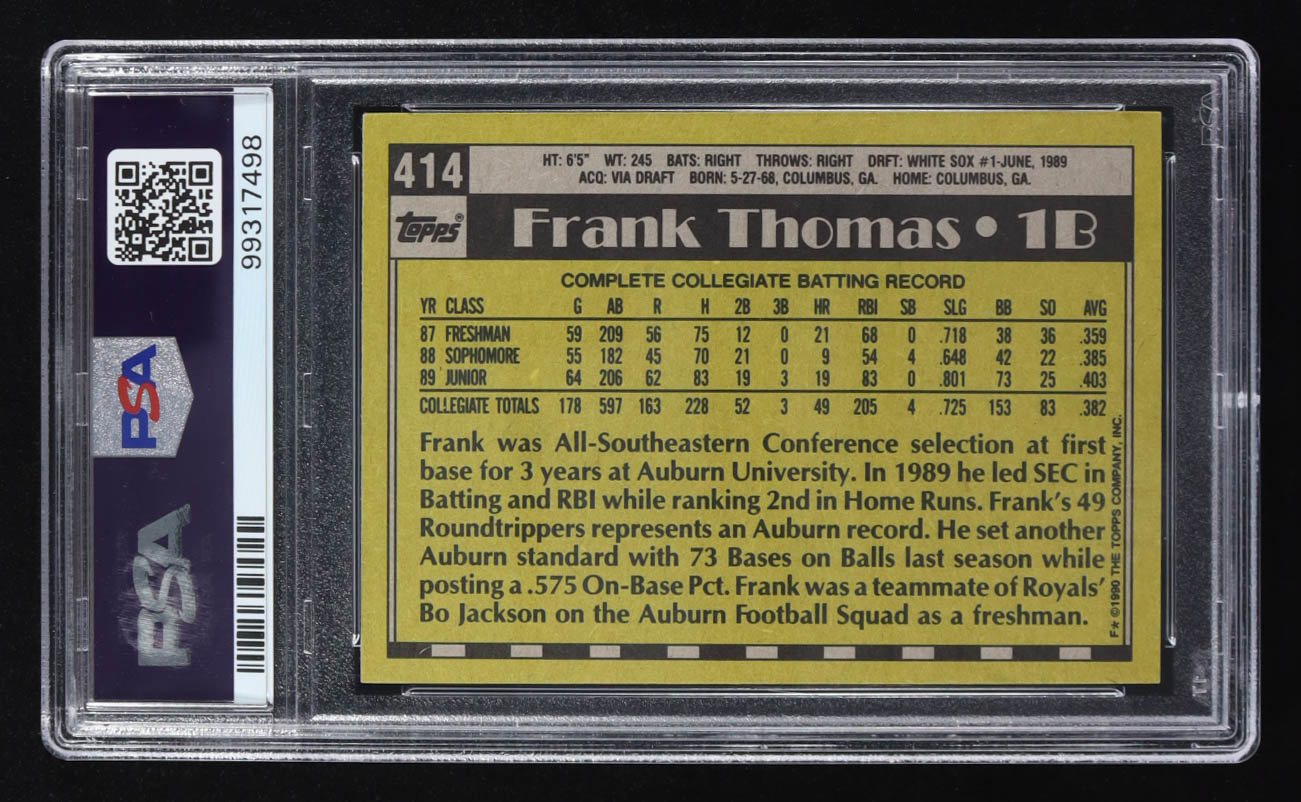 99317498
PSA
PSA
414
HT: 6'5" WT: 245 BATS: RIGHT THROWS: RIGHT DRFT: WHITE SOX #1-JUNE, 1989
ACQ: VIA DRAFT BORN: 5-27-68, COLUMBUS, GA. HOME: COLUMBUS, GA.
topps®
Frank Thomas • 1B
COMPLETE COLLEGIATE BATTING RECORD
YR CLASS G AB R H 2B 3B HR RBI SB SLG BB SO AVG
87 FRESHMAN 59 209 56 75 12 0 21 68 0 .718 38 36 .359
88 SOPHOMORE 55 182 45 70 21 0 9 54 4 .648 42 22 .385
89 JUNIOR 64 206 62 83 19 3 19 83 0 .801 73 25 .403
COLLEGIATE TOTALS 178 597 163 228 52 3 49 205 4 .725 153 83 .382
Frank was All-Southeastern Conference selection at first
base for 3 years at Auburn University. In 1989 he led SEC in
Batting and RBI while ranking 2nd in Home Runs. Frank's 49
Roundtrippers represents an Auburn record. He set another
Auburn standard with 73 Bases on Balls last season while
posting a .575 On-Base Pct. Frank was a teammate of Royals'
Bo Jackson on the Auburn Football Squad as a freshman.
F* ©1990 THE TOPPS COMPANY, INC.
PSA